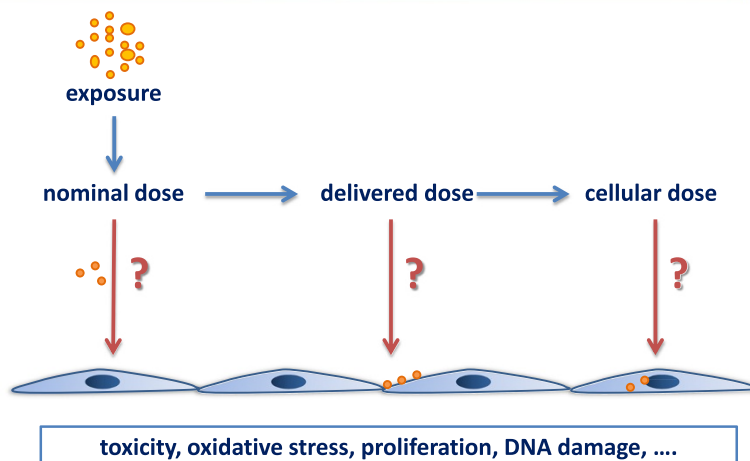 exposure
nominal dose
delivered dose
cellular dose
?
?
?
toxicity, oxidative stress, proliferation, DNA damage, ....